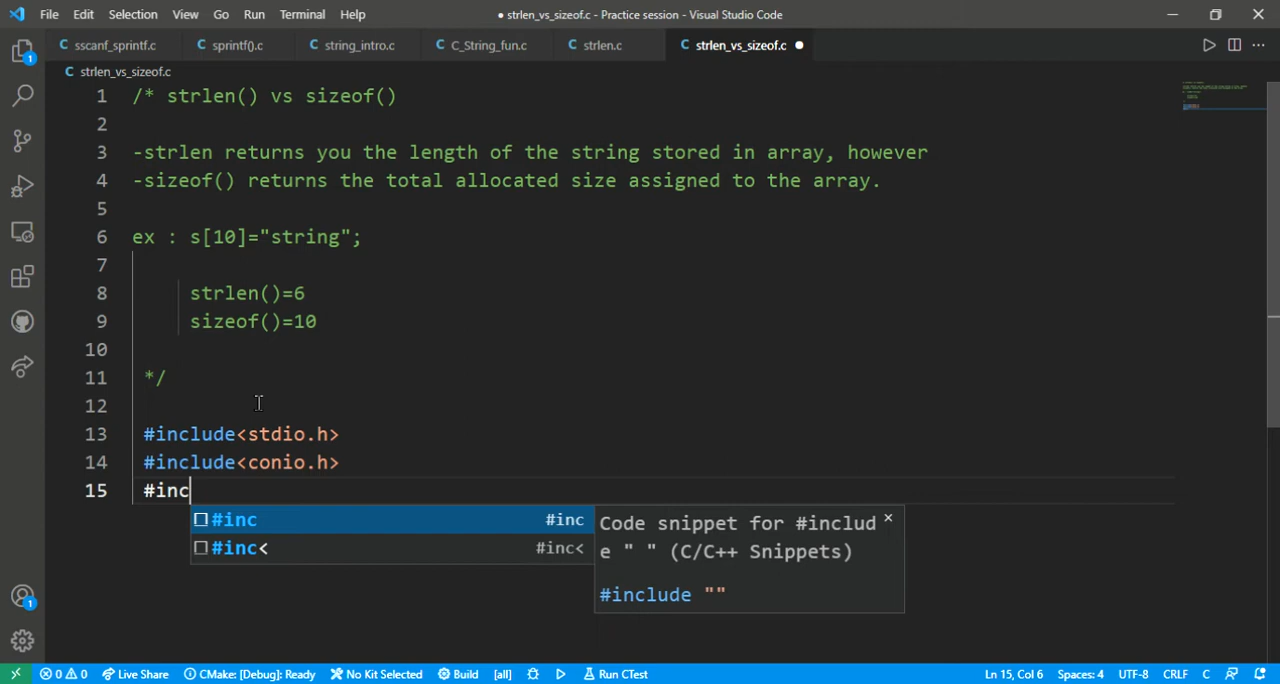 File Edit Selection View Go Run Terminal Help
● strlen_vs_sizeof.c - Practice session - Visual Studio Code
C sscanf_sprintf.c C sprintf().c C string_intro.c C C_String_fun.c C strlen.c C strlen_vs_sizeof.c ●
C strlen_vs_sizeof.c
1 /* strlen() vs sizeof()
2
3 -strlen returns you the length of the string stored in array, however
4 -sizeof() returns the total allocated size assigned to the array.
5
6 ex : s[10]="string";
7
8 strlen()=6
9 sizeof()=10
10
11 */
12
13 #include<stdio.h>
14 #include<conio.h>
15 #inc
#inc #inc
#inc< #inc<
Code snippet for #includ
e " " (C/C++ Snippets)
#include ""
1
1
0 0 Live Share CMake: [Debug]: Ready No Kit Selected Build [all] Run CTest Ln 15, Col 6 Spaces: 4 UTF-8 CRLF C